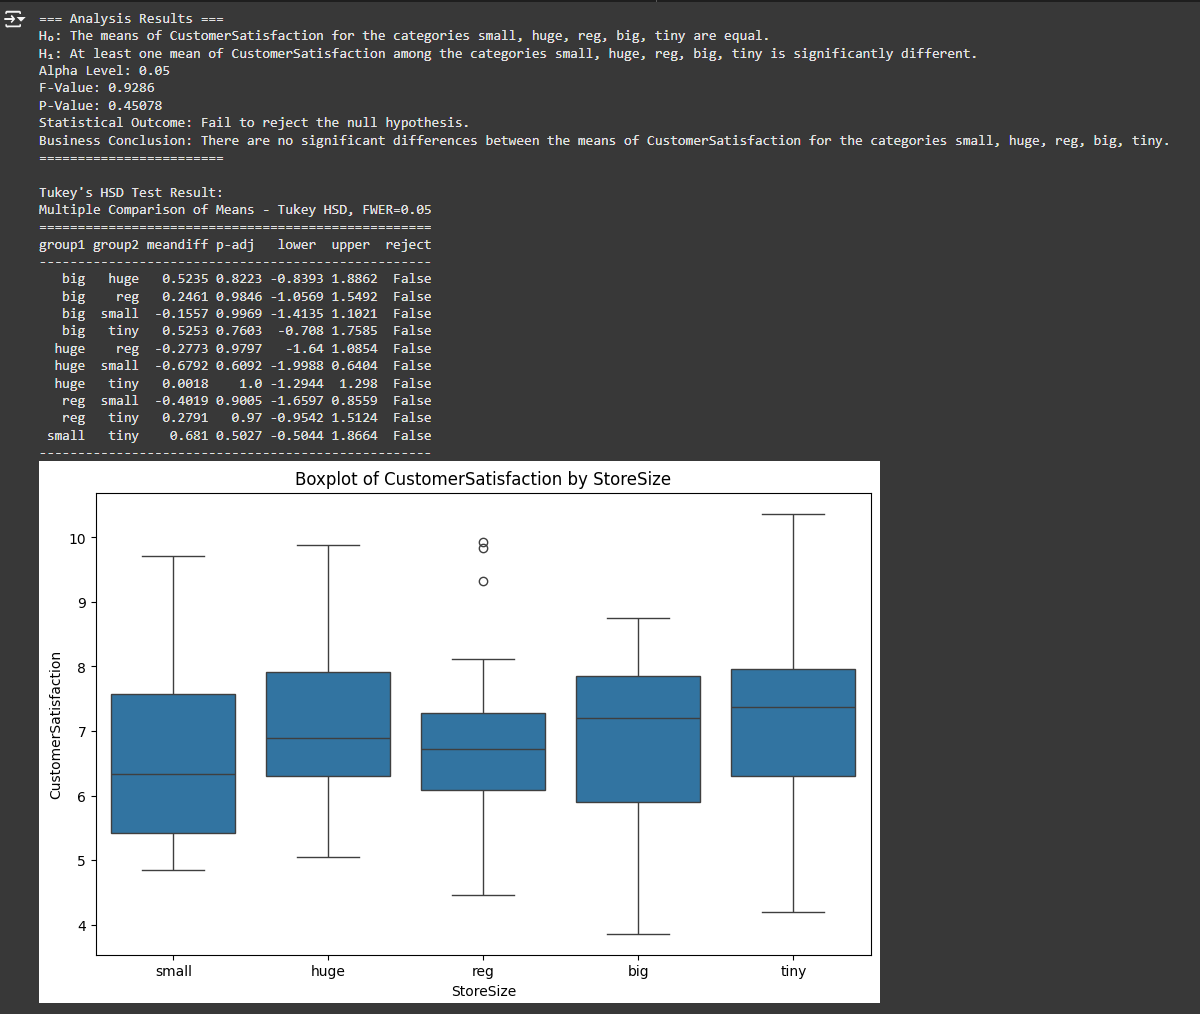 === Analysis Results ===
H₀: The means of CustomerSatisfaction for the categories small, huge, reg, big, tiny are equal.
H₁: At least one mean of CustomerSatisfaction among the categories small, huge, reg, big, tiny is significantly different.
Alpha Level: 0.05
F-Value: 0.9286
P-Value: 0.45078
Statistical Outcome: Fail to reject the null hypothesis.
Business Conclusion: There are no significant differences between the means of CustomerSatisfaction for the categories small, huge, reg, big, tiny.
========================
Tukey's HSD Test Result:
Multiple Comparison of Means - Tukey HSD, FWER=0.05
===================================================
group1 group2 meandiff p-adj   lower  upper  reject
---------------------------------------------------
   big   huge   0.5235 0.8223 -0.8393 1.8862  False
   big    reg   0.2461 0.9846 -1.0569 1.5492  False
   big  small  -0.1557 0.9969 -1.4135 1.1021  False
   big   tiny   0.5253 0.7603  -0.708 1.7585  False
  huge    reg  -0.2773 0.9797   -1.64 1.0854  False
  huge  small  -0.6792 0.6092 -1.9988 0.6404  False
  huge   tiny   0.0018    1.0 -1.2944  1.298  False
   reg  small  -0.4019 0.9005 -1.6597 0.8559  False
   reg   tiny   0.2791   0.97 -0.9542 1.5124  False
 small   tiny    0.681 0.5027 -0.5044 1.8664  False
---------------------------------------------------
Boxplot of CustomerSatisfaction by StoreSize
CustomerSatisfaction
10
9
8
7
6
5
4
small huge reg big tiny
StoreSize